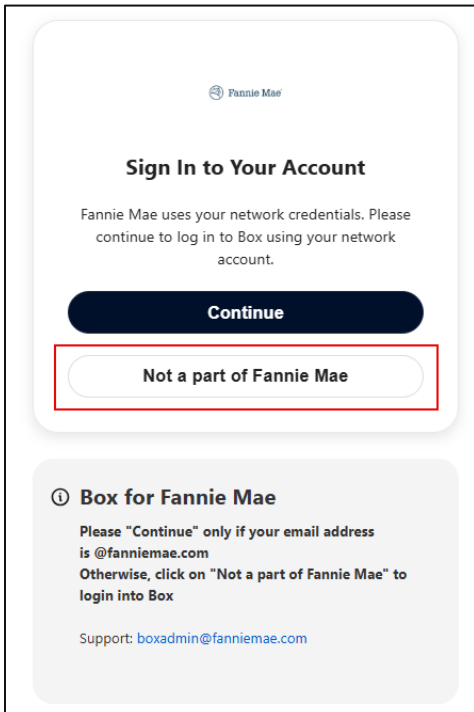 Fannie Mae
Sign In to Your Account
Fannie Mae uses your network credentials. Please
continue to log in to Box using your network
account.
Continue
Not a part of Fannie Mae
Box for Fannie Mae
Please "Continue" only if your email address
is @fanniemae.com
Otherwise, click on "Not a part of Fannie Mae" to
login into Box
Support: boxadmin@fanniemae.com